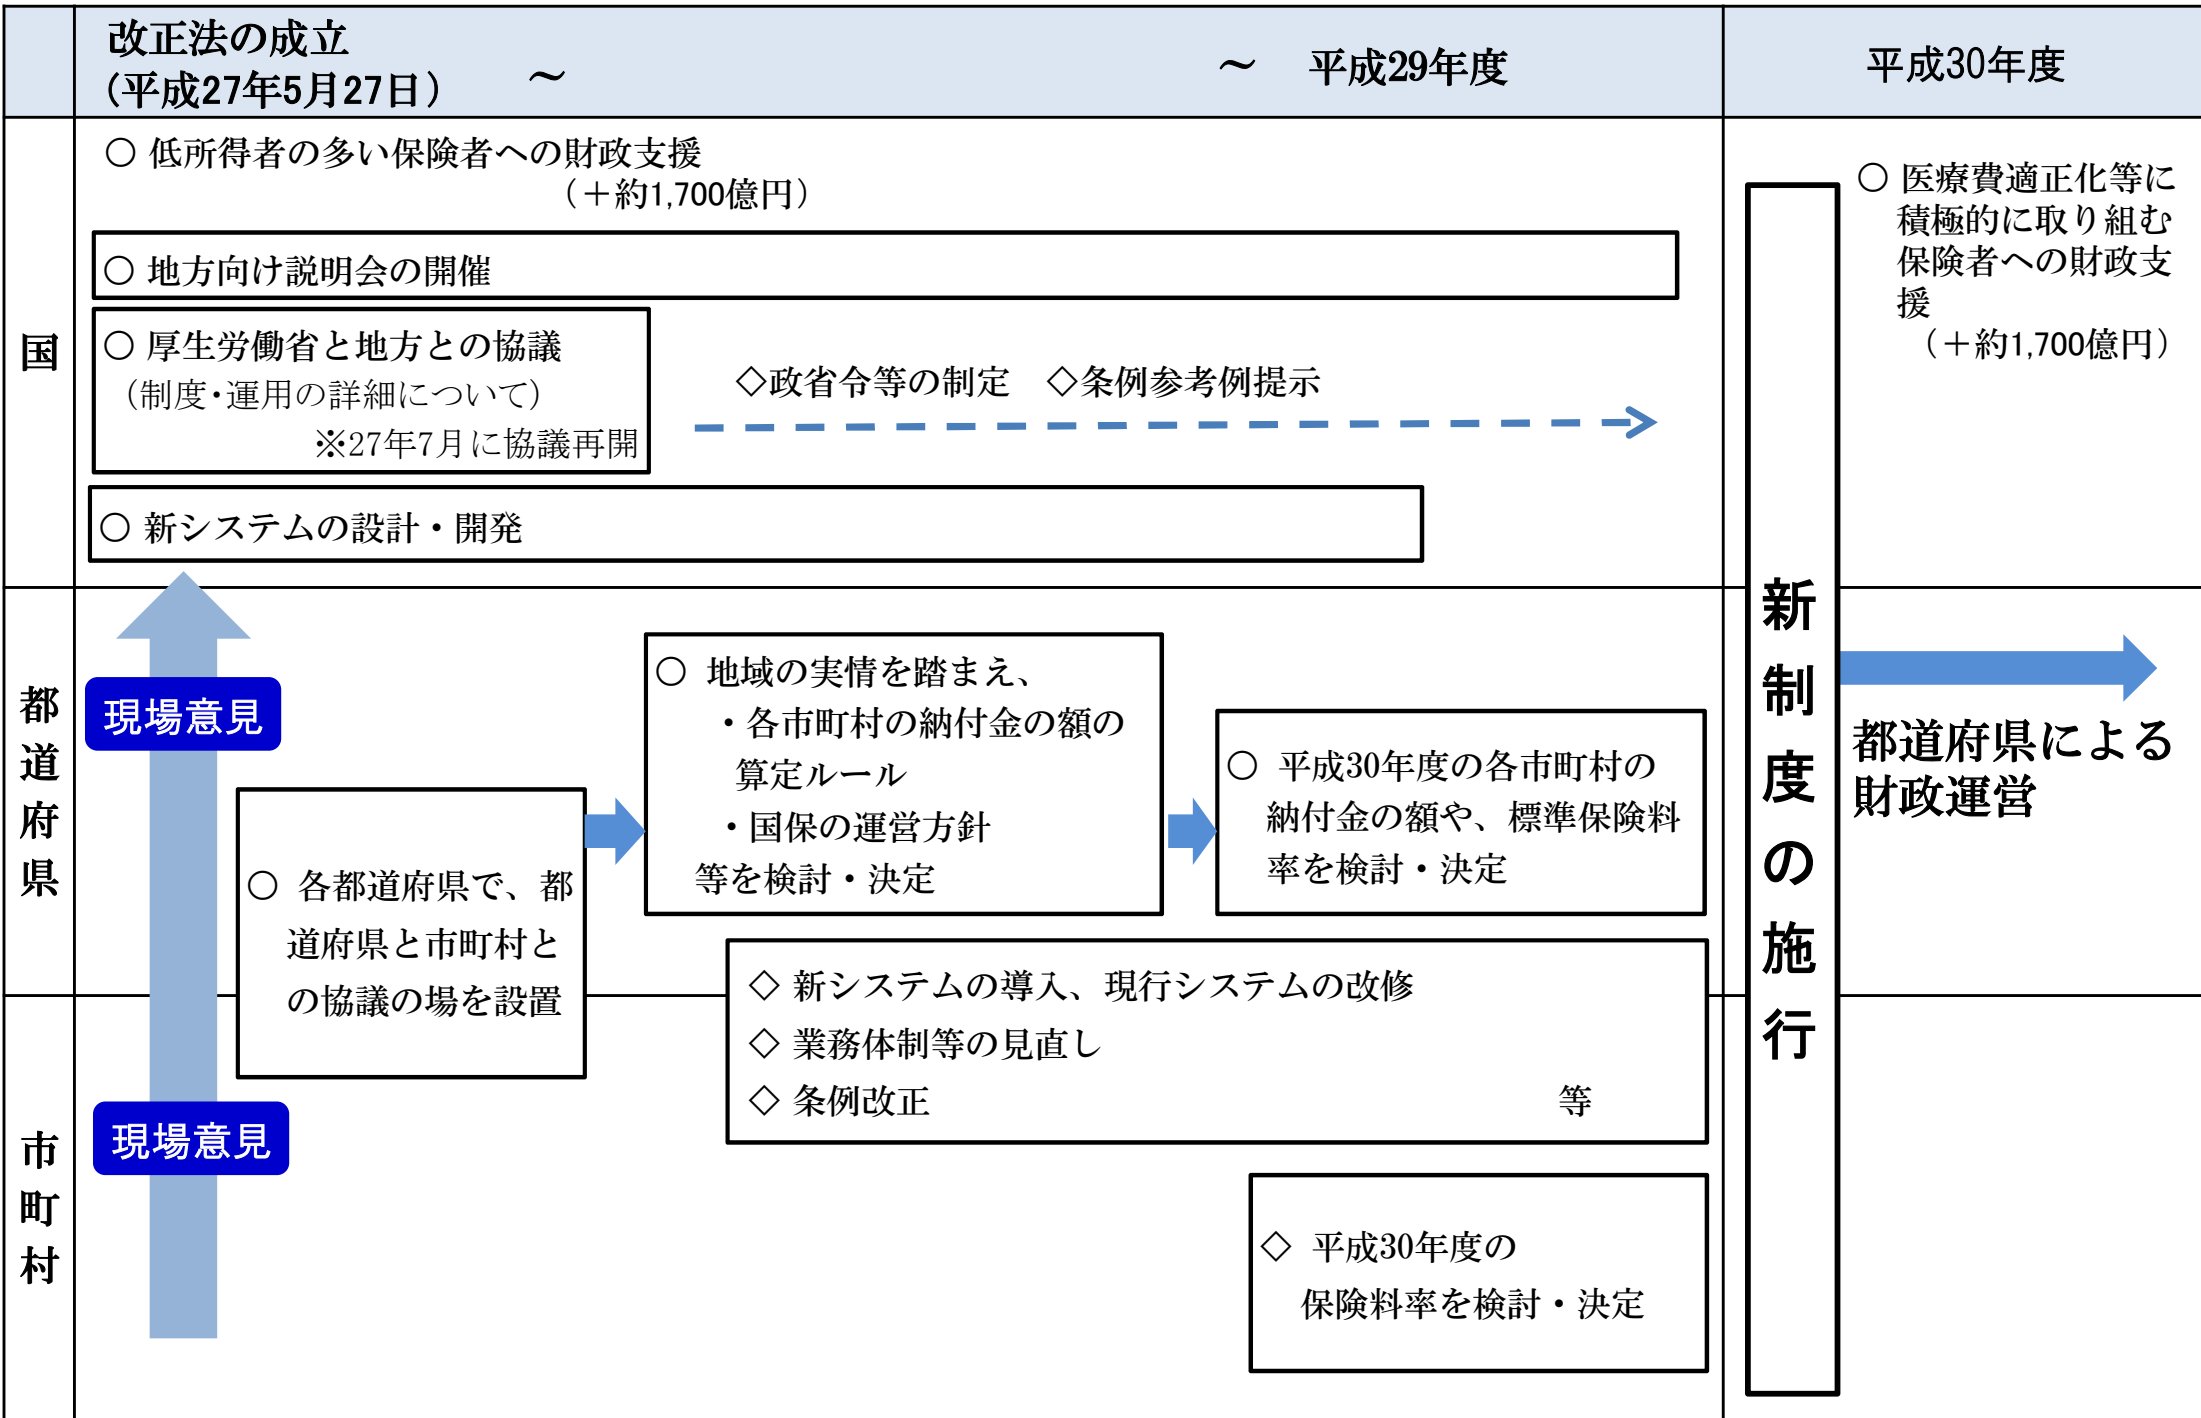 改正法の成立
(平成27年5月27日) ～ ～ 平成29年度
平成30年度
国
○ 低所得者の多い保険者への財政支援
(＋約1,700億円)
○ 地方向け説明会の開催
○ 厚生労働省と地方との協議
(制度・運用の詳細について)
※27年7月に協議再開
◇政省令等の制定 ◇条例参考例提示
○ 新システムの設計・開発
○ 医療費適正化等に
積極的に取り組む
保険者への財政支
援
(＋約1,700億円)
都道府県
現場意見
○ 各都道府県で、都
道府県と市町村と
の協議の場を設置
○ 地域の実情を踏まえ、
・各市町村の納付金の額の
算定ルール
・国保の運営方針
等を検討・決定
○ 平成30年度の各市町村の
納付金の額や、標準保険料
率を検討・決定
新制度の施行
都道府県による
財政運営
◇ 新システムの導入、現行システムの改修
◇ 業務体制等の見直し
◇ 条例改正 等
市町村
現場意見
◇ 平成30年度の
保険料率を検討・決定